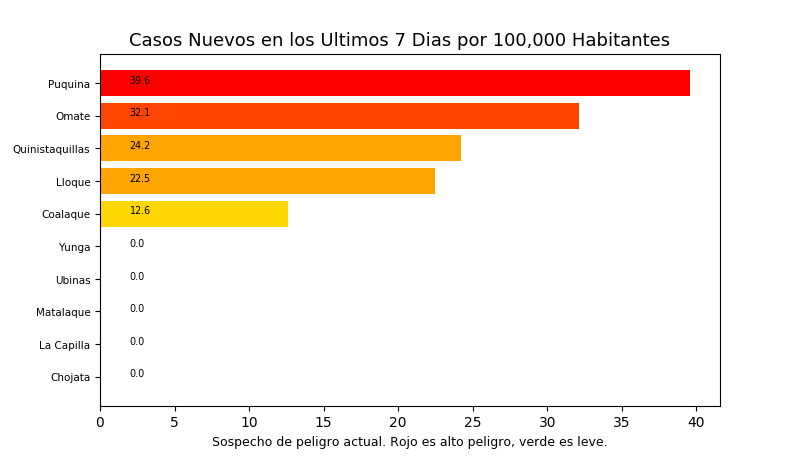 Casos Nuevos en los Ultimos 7 Dias por 100,000 Habitantes
Puquina 39.6
Omate 32.1
Quinistaquillas 24.2
Lloque 22.5
Coalaque 12.6
Yunga 0.0
Ubinas 0.0
Matalaque 0.0
La Capilla 0.0
Chojata 0.0
0 5 10 15 20 25 30 35 40
Sospecho de peligro actual. Rojo es alto peligro, verde es leve.